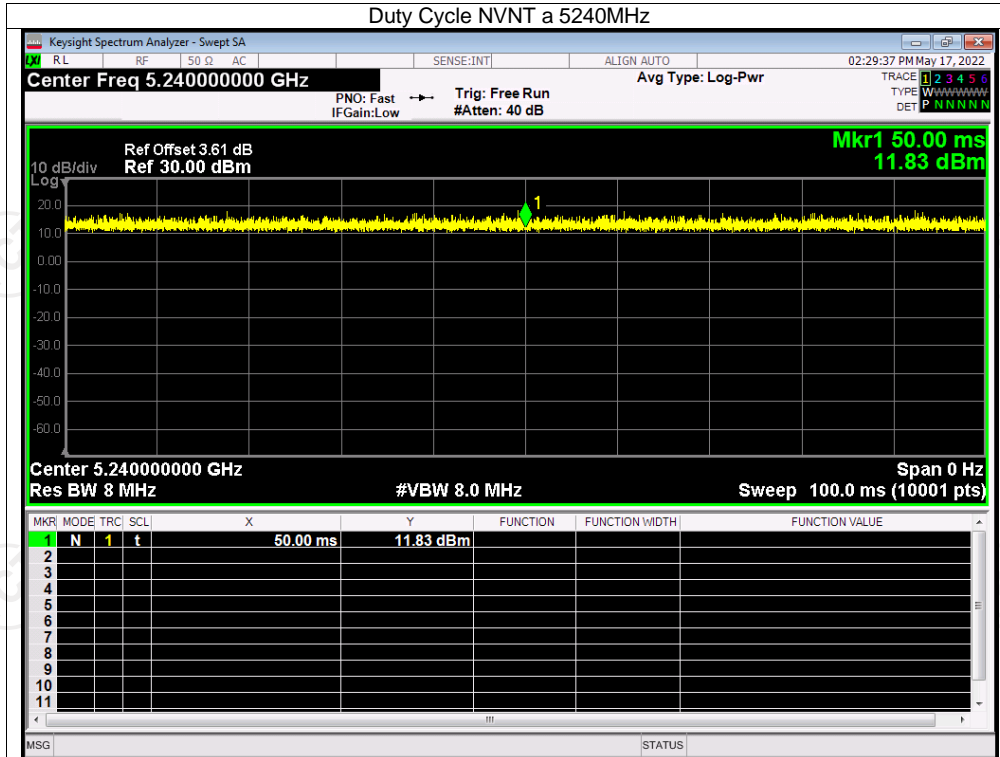 Duty Cycle NVNT a 5240MHz
Keysight Spectrum Analyzer - Swept SA
LXI RL RF 50 Ω AC SENSE:INT ALIGN AUTO 02:29:37 PM May 17, 2022
Center Freq 5.240000000 GHz Avg Type: Log-Pwr TRACE 1 2 3 4 5 6
PNO: Fast Trig: Free Run TYPE WWWWWW
IFGain:Low #Atten: 40 dB DET P N N N N N
Mkr1 50.00 ms
Ref Offset 3.61 dB
10 dB/div Ref 30.00 dBm 11.83 dBm
Log
1
20.0
10.0
0.00
-10.0
-20.0
-30.0
-40.0
-50.0
-60.0
Center 5.240000000 GHz Span 0 Hz
Res BW 8 MHz #VBW 8.0 MHz Sweep 100.0 ms (10001 pts)
MKR MODE TRC SCL X Y FUNCTION FUNCTION WIDTH FUNCTION VALUE
1 N 1 t 50.00 ms 11.83 dBm
2
3
4
5
6
7
8
9
10
11
MSG STATUS